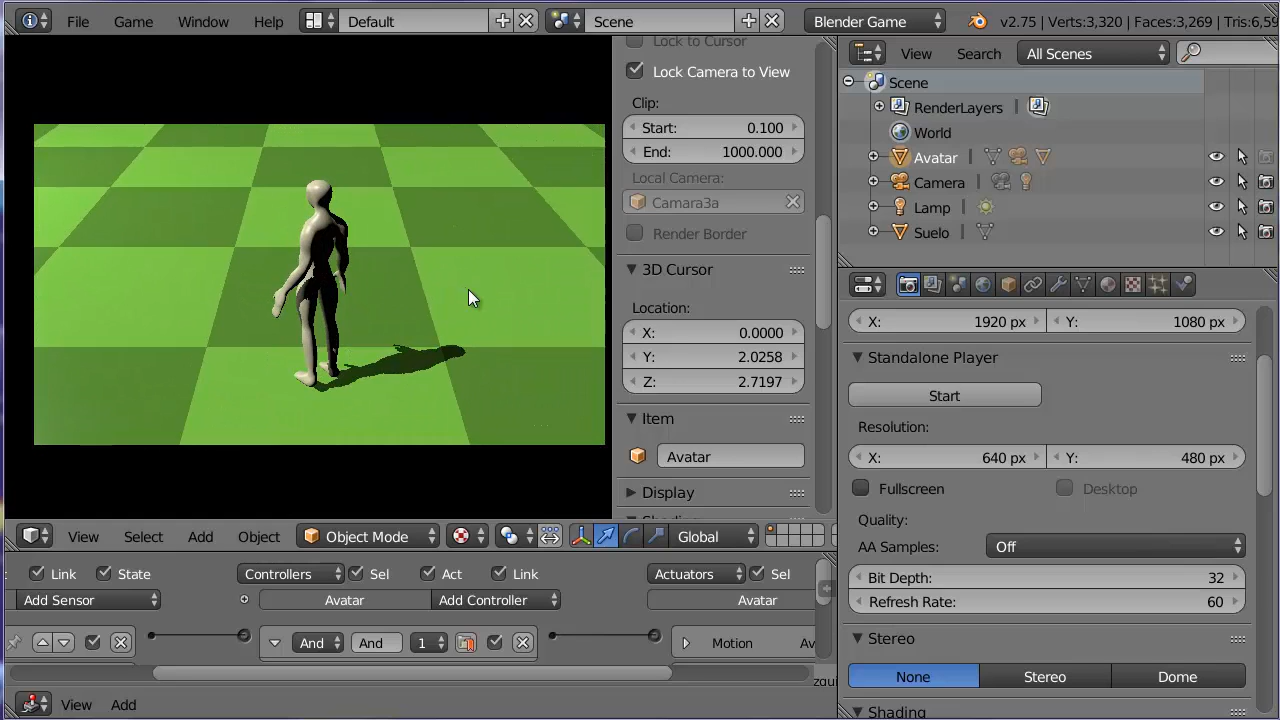 File Game Window Help Default Scene Blender Game v2.75 | Verts:3,320 | Faces:3,269 | Tris:6,59
Lock to Cursor
Lock Camera to View
Clip:
Start: 0.100
End: 1000.000
Local Camera:
Camara3a
Render Border
3D Cursor
Location:
X: 0.0000
Y: 2.0258
Z: 2.7197
Item
Avatar
Display
View Search All Scenes
Scene
RenderLayers
World
Avatar
Camera
Lamp
Suelo
X: 1920 px Y: 1080 px
Standalone Player
Start
Resolution:
X: 640 px Y: 480 px
Fullscreen Desktop
Quality:
AA Samples: Off
Bit Depth: 32
Refresh Rate: 60
Stereo
None Stereo Dome
Shading
View Select Add Object Object Mode Global
Link State Controllers Sel Act Link Actuators Sel
Add Sensor Avatar Add Controller Avatar
And And 1 Motion Av
View Add